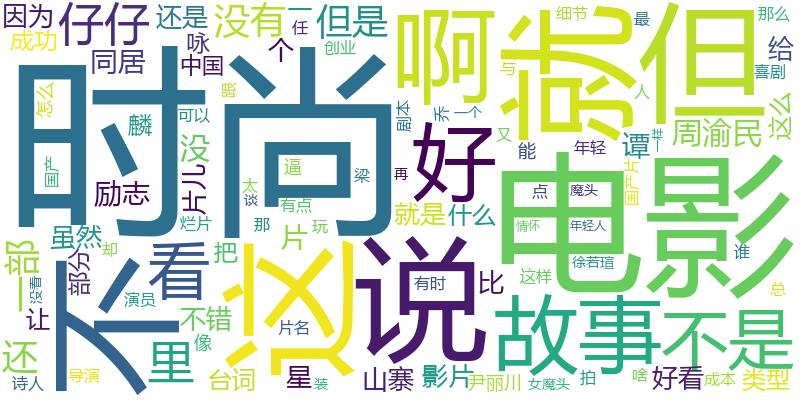 因为
仔仔
还是
没有
一
任
但是
啊
就
但
细节
最
那么
成功
时尚
同居
咏
中国
个
创业
与
给
喜剧
怎么
麟
可以
跟
剧本
乔
一个
人
这么
周渝民
国产
没
好
又
能
年轻
谭
一样
励志
片儿
逼
太
谈
梁
再
点
魔头
国产片
电影
不
看
这
说
有点
就是
什么
那
玩
情怀
年轻人
谁
烂片
虽然
却
片
把
一部
部分
故事
不是
徐若瑄
让
没看
演员
里
不错
比
有时
这样
总
还
片名
像
诗人
导演
台词
星
装
山寨
影片
尹丽川
女魔头
拍
啥
好看
成本
类型